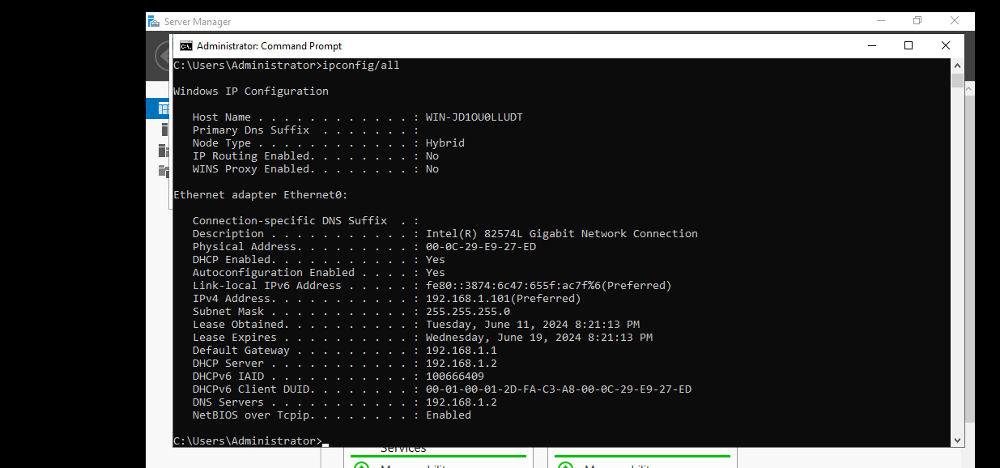 Server Manager
Administrator: Command Prompt
C:\Users\Administrator>ipconfig/all
Windows IP Configuration
Host Name . . . . . . . . . . . . : WIN-JD1OU0LLUDT
Primary Dns Suffix  . . . . . . . :
Node Type . . . . . . . . . . . . : Hybrid
IP Routing Enabled. . . . . . . . : No
WINS Proxy Enabled. . . . . . . . : No
Ethernet adapter Ethernet0:
Connection-specific DNS Suffix  . :
Description . . . . . . . . . . . : Intel(R) 82574L Gigabit Network Connection
Physical Address. . . . . . . . . : 00-0C-29-E9-27-ED
DHCP Enabled. . . . . . . . . . . : Yes
Autoconfiguration Enabled . . . . : Yes
Link-local IPv6 Address . . . . . : fe80::3874:6c47:655f:ac7f%6(Preferred)
IPv4 Address. . . . . . . . . . . : 192.168.1.101(Preferred)
Subnet Mask . . . . . . . . . . . : 255.255.255.0
Lease Obtained. . . . . . . . . . : Tuesday, June 11, 2024 8:21:13 PM
Lease Expires . . . . . . . . . . : Wednesday, June 19, 2024 8:21:13 PM
Default Gateway . . . . . . . . . : 192.168.1.1
DHCP Server . . . . . . . . . . . : 192.168.1.2
DHCPv6 IAID . . . . . . . . . . . : 100666409
DHCPv6 Client DUID. . . . . . . . : 00-01-00-01-2D-FA-C3-A8-00-0C-29-E9-27-ED
DNS Servers . . . . . . . . . . . : 192.168.1.2
NetBIOS over Tcpip. . . . . . . . : Enabled
C:\Users\Administrator>
Services